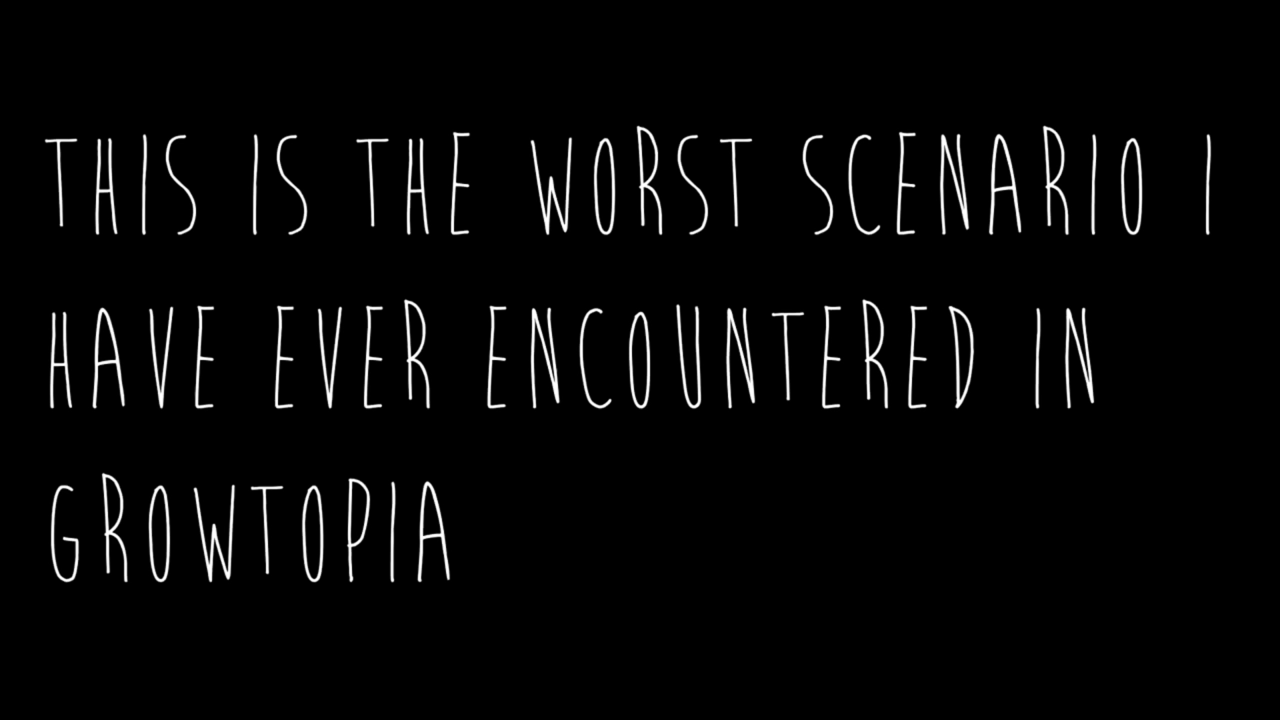 THIS IS THE WORST SCENARIO I
HAVE EVER ENCOUNTERED IN
GROWTOPIA